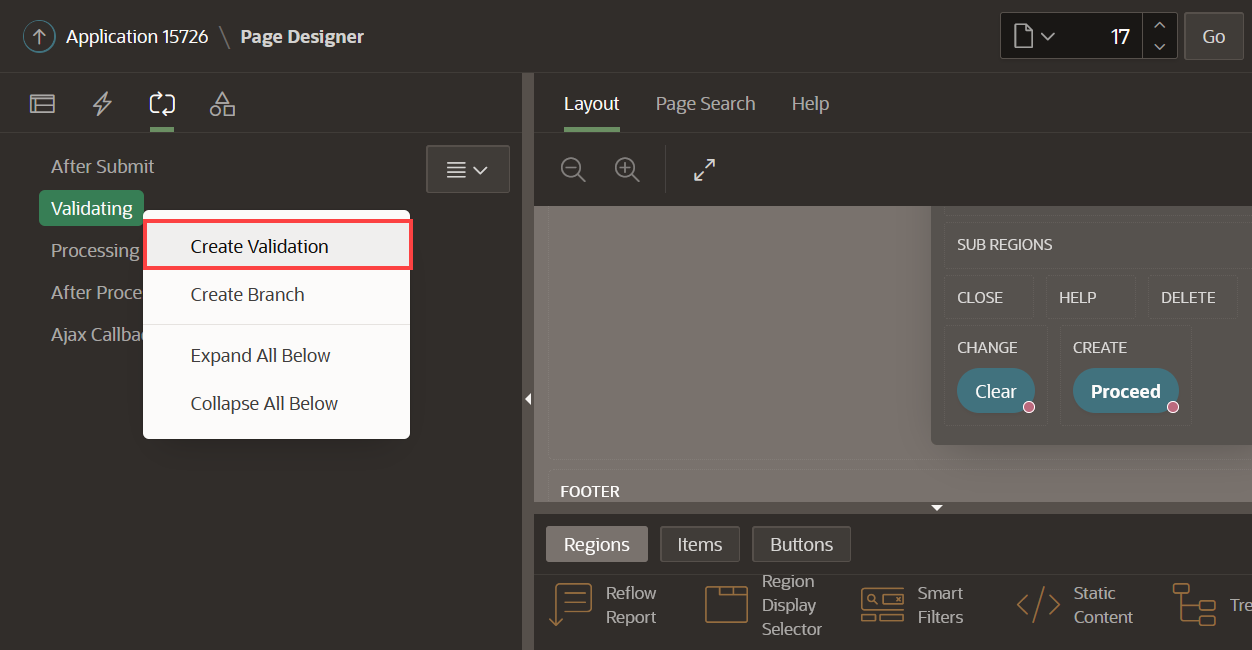 Application 15726 \ Page Designer
17
Go
Layout
Page Search
Help
After Submit
Validating
Processing
After Proce
Ajax Callba
Create Validation
Create Branch
Expand All Below
Collapse All Below
SUB REGIONS
CLOSE
HELP
DELETE
CHANGE
CREATE
Clear
Proceed
FOOTER
Regions
Items
Buttons
Reflow
Report
Region
Display
Selector
Smart
Filters
Static
Content
Tre